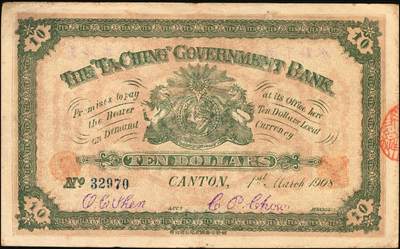 10 10
THE "TA-CHING" GOVERNMENT BANK.
Promises to pay
the Bearer
on Demand
at its Office here
Ten Dollars Local
Currency
TEN DOLLARS
No 32970
CANTON, 1st March 1908
C. P. Chow
10 10